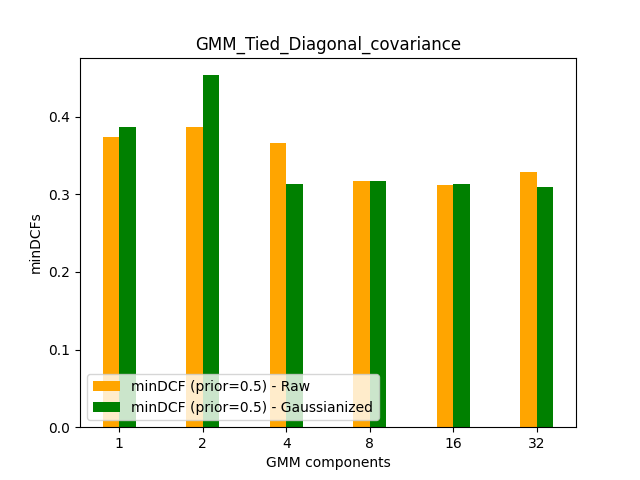 GMM_Tied_Diagonal_covariance
minDCFs
0.4
0.3
0.2
0.1
0.0
minDCF (prior=0.5) - Raw
minDCF (prior=0.5) - Gaussianized
1 2 4 8 16 32
GMM components